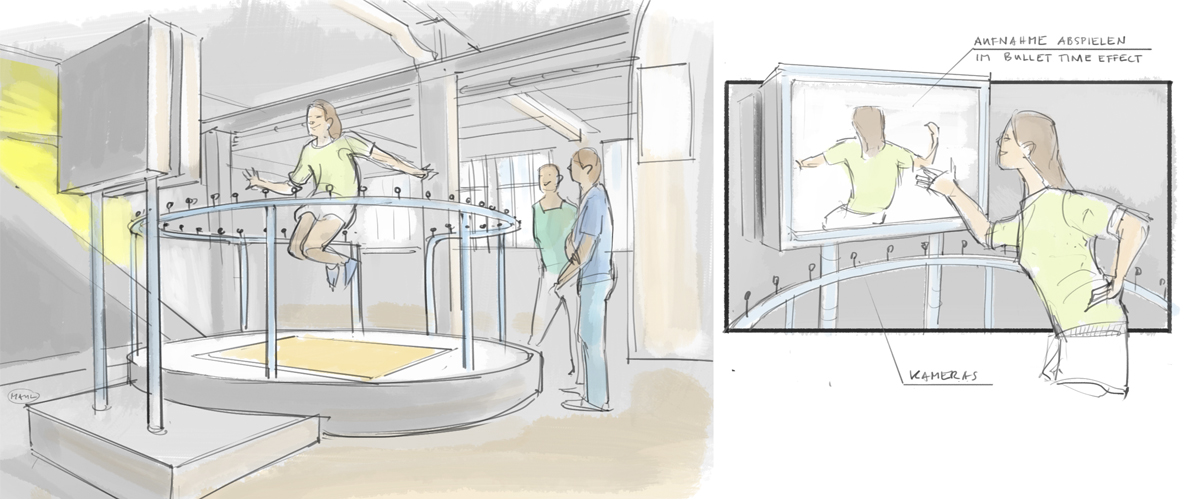 AUFNAHME ABSPIELEN
IM BULLET TIME EFFECT
KAMERAS